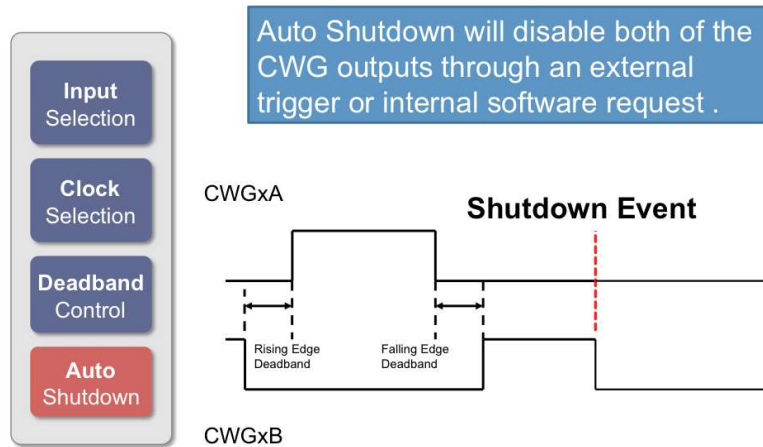 Auto Shutdown will disable both of the
CWG outputs through an external
trigger or internal software request .
Input
Selection
Clock
Selection
Deadband
Control
Auto
Shutdown
CWGxA
Shutdown Event
Rising Edge
Deadband
Falling Edge
Deadband
CWGxB